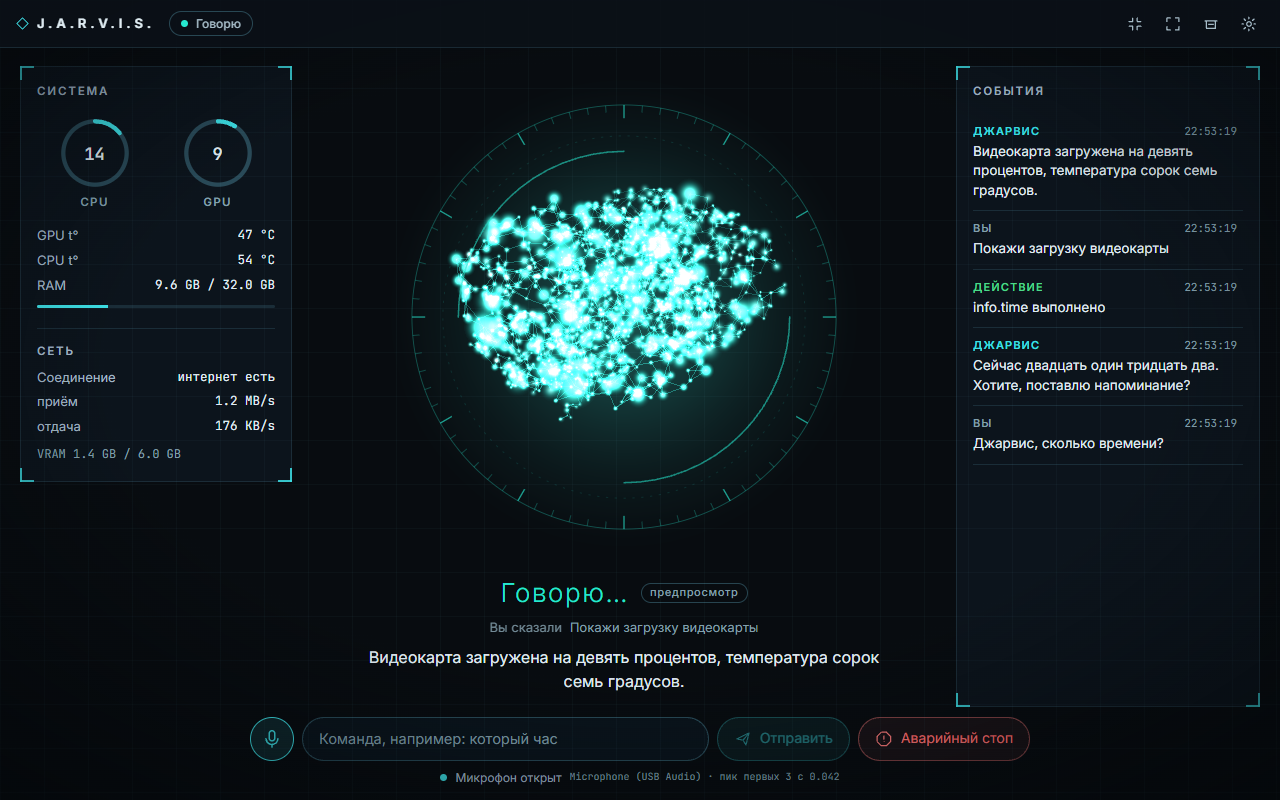 J.A.R.V.I.S.
Говорю
СИСТЕМА
14
9
CPU
GPU
GPU t°
47 °C
CPU t°
54 °C
RAM
9.6 GB / 32.0 GB
СЕТЬ
Соединение
интернет есть
приём
1.2 MB/s
отдача
176 KB/s
VRAM 1.4 GB / 6.0 GB
Говорю...
предпросмотр
Вы сказали Покажи загрузку видеокарты
Видеокарта загружена на девять процентов, температура сорок
семь градусов.
СОБЫТИЯ
ДЖАРВИС
22:53:19
Видеокарта загружена на девять
процентов, температура сорок семь
градусов.
ВЫ
22:53:19
Покажи загрузку видеокарты
ДЕЙСТВИЕ
22:53:19
info.time выполнено
ДЖАРВИС
22:53:19
Сейчас двадцать один тридцать два.
Хотите, поставлю напоминание?
ВЫ
22:53:19
Джарвис, сколько времени?
Команда, например: который час
Отправить
Аварийный стоп
Микрофон открыт
Microphone (USB Audio) · пик первых 3 с 0.042